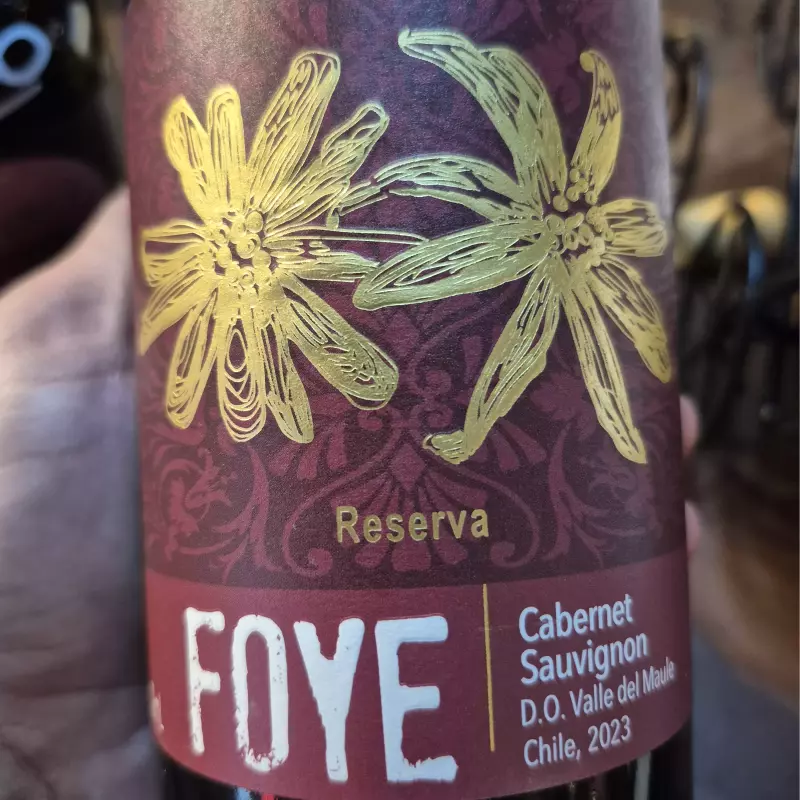 Reserva
FOYE
Cabernet
Sauvignon
D.O. Valle del Maule
Chile, 2023